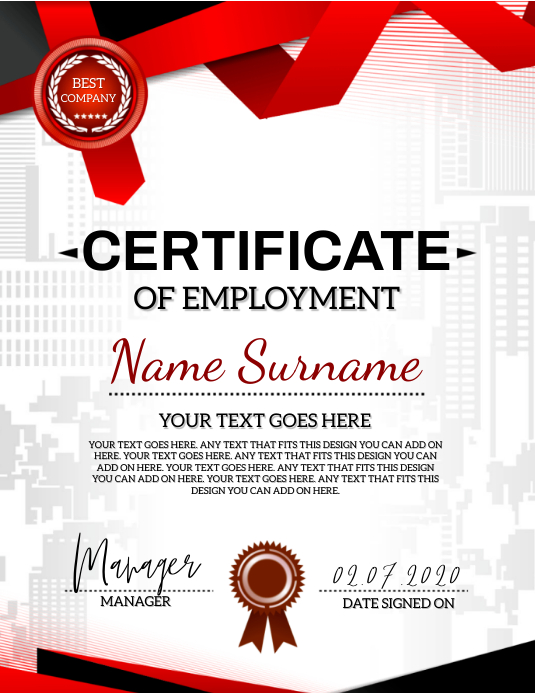 BEST
COMPANY
CERTIFICATE
OF EMPLOYMENT
Name Surname
YOUR TEXT GOES HERE
YOUR TEXT GOES HERE. ANY TEXT THAT FITS THIS DESIGN YOU CAN ADD ON
HERE. YOUR TEXT GOES HERE. ANY TEXT THAT FITS THIS DESIGN YOU CAN
ADD ON HERE. YOUR TEXT GOES HERE. ANY TEXT THAT FITS THIS DESIGN
YOU CAN ADD ON HERE. YOUR TEXT GOES HERE. ANY TEXT THAT FITS THIS
DESIGN YOU CAN ADD ON HERE.
Manager
MANAGER
02.07.2020
DATE SIGNED ON